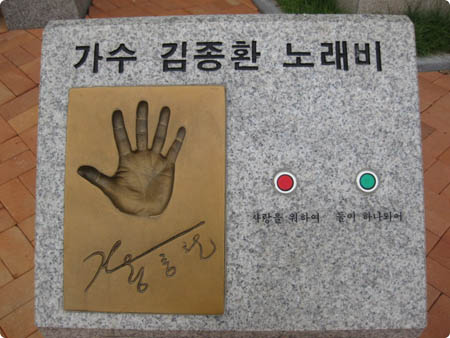 가수 김종환 노래비
사랑을 위하여
둘이 하나되어